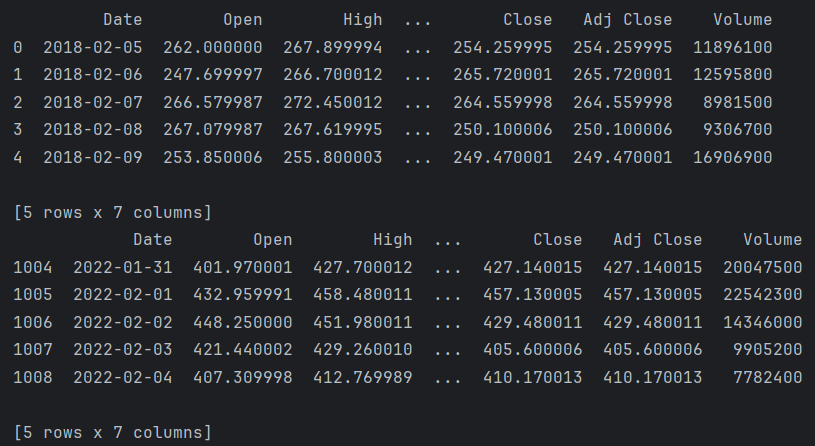 Date        Open        High  ...       Close   Adj Close    Volume
0  2018-02-05  262.000000  267.899994  ...  254.259995  254.259995  11896100
1  2018-02-06  247.699997  266.700012  ...  265.720001  265.720001  12595800
2  2018-02-07  266.579987  272.450012  ...  264.559998  264.559998   8981500
3  2018-02-08  267.079987  267.619995  ...  250.100006  250.100006   9306700
4  2018-02-09  253.850006  255.800003  ...  249.470001  249.470001  16906900

[5 rows x 7 columns]
            Date        Open        High  ...       Close   Adj Close    Volume
1004  2022-01-31  401.970001  427.700012  ...  427.140015  427.140015  20047500
1005  2022-02-01  432.959991  458.480011  ...  457.130005  457.130005  22542300
1006  2022-02-02  448.250000  451.980011  ...  429.480011  429.480011  14346000
1007  2022-02-03  421.440002  429.260010  ...  405.600006  405.600006   9905200
1008  2022-02-04  407.309998  412.769989  ...  410.170013  410.170013   7782400

[5 rows x 7 columns]